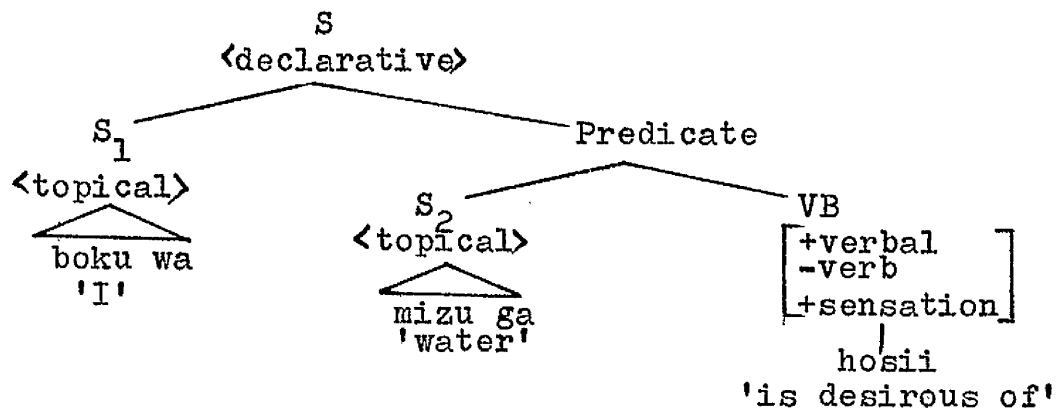 S
<declarative>
S1
<topical>
boku wa
'I'
Predicate
S2
<topical>
mizu ga
'water'
VB
+verbal
-verb
+sensation
hosii
'is desirous of'